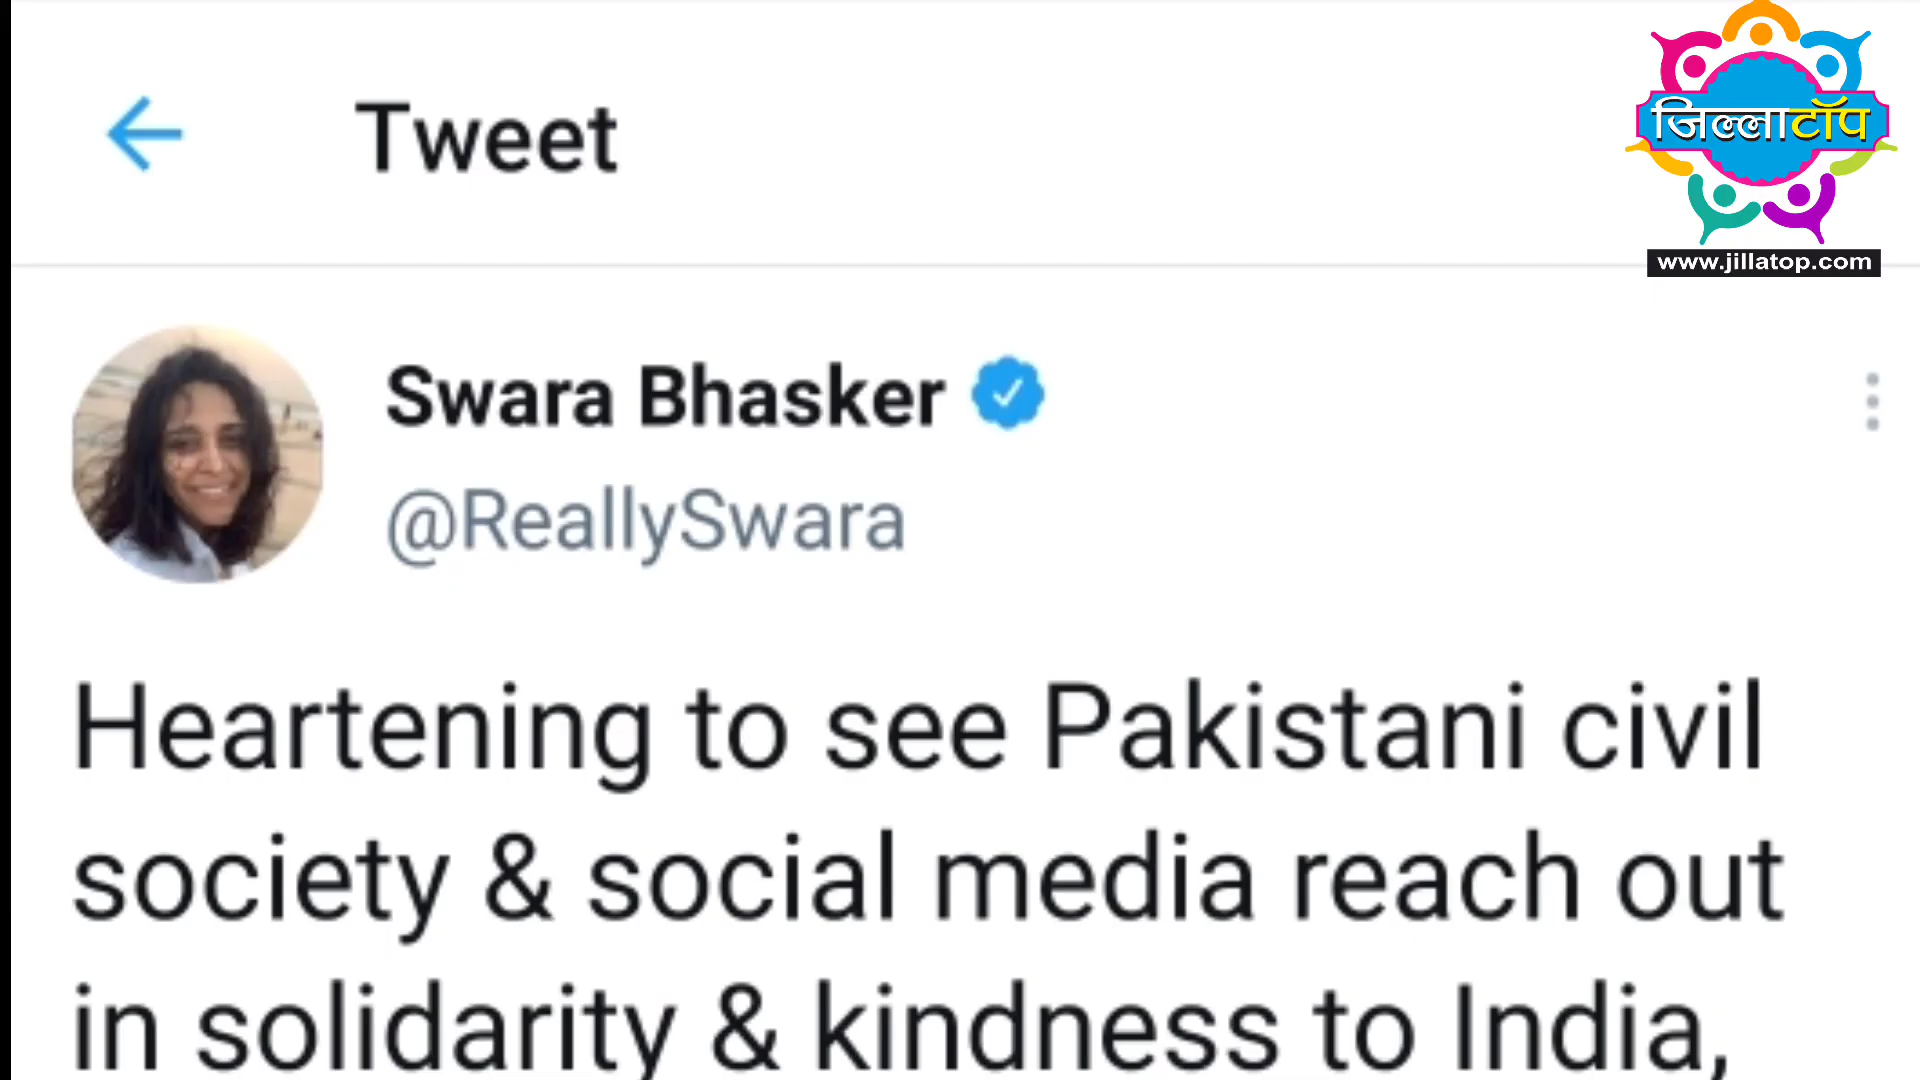 Tweet
जिल्लाटॉप
www.jillatop.com
Swara Bhasker
@ReallySwara
Heartening to see Pakistani civil
society & social media reach out
in solidarity & kindness to India,